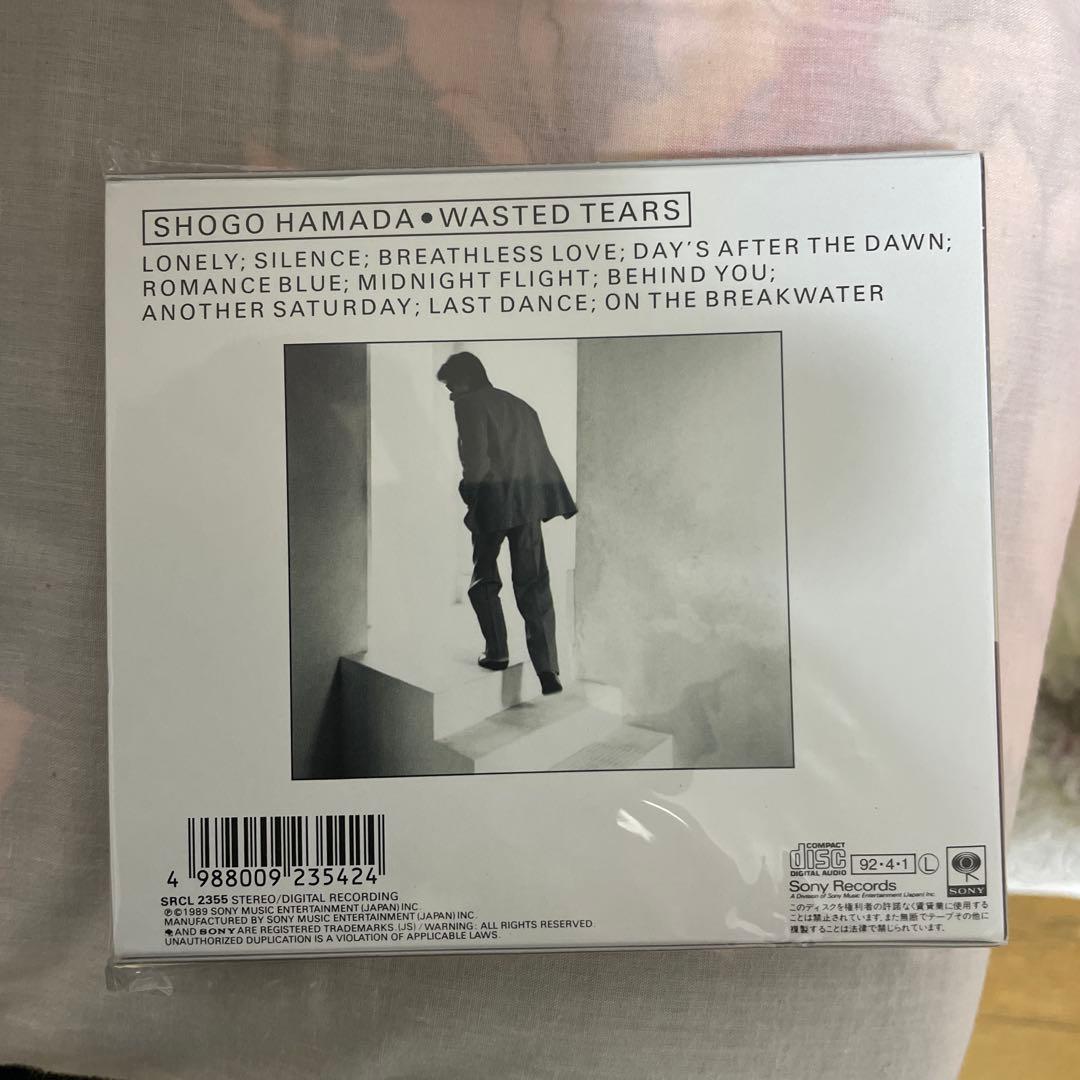 SHOGO HAMADA • WASTED TEARS
LONELY; SILENCE; BREATHLESS LOVE; DAY'S AFTER THE DAWN;
ROMANCE BLUE; MIDNIGHT FLIGHT; BEHIND YOU;
ANOTHER SATURDAY; LAST DANCE; ON THE BREAKWATER
4 988009 235424
SRCL 2355 STEREO/DIGITAL RECORDING
Ⓟ©1989 SONY MUSIC ENTERTAINMENT (JAPAN) INC.
MANUFACTURED BY SONY MUSIC ENTERTAINMENT (JAPAN) INC.
AND SONY ARE REGISTERED TRADEMARKS. (JS) / WARNING: ALL RIGHTS RESERVED.
UNAUTHORIZED DUPLICATION IS A VIOLATION OF APPLICABLE LAWS.
COMPACT
disc
DIGITAL AUDIO
92・4・1 Ⓛ
SONY
Sony Records
A Division of Sony Music Entertainment (Japan) Inc.
このディスクを権利者の許諾なく賃貸業に使用する
ことは禁止されています。また無断でテープその他に
複製することは法律で禁じられています。